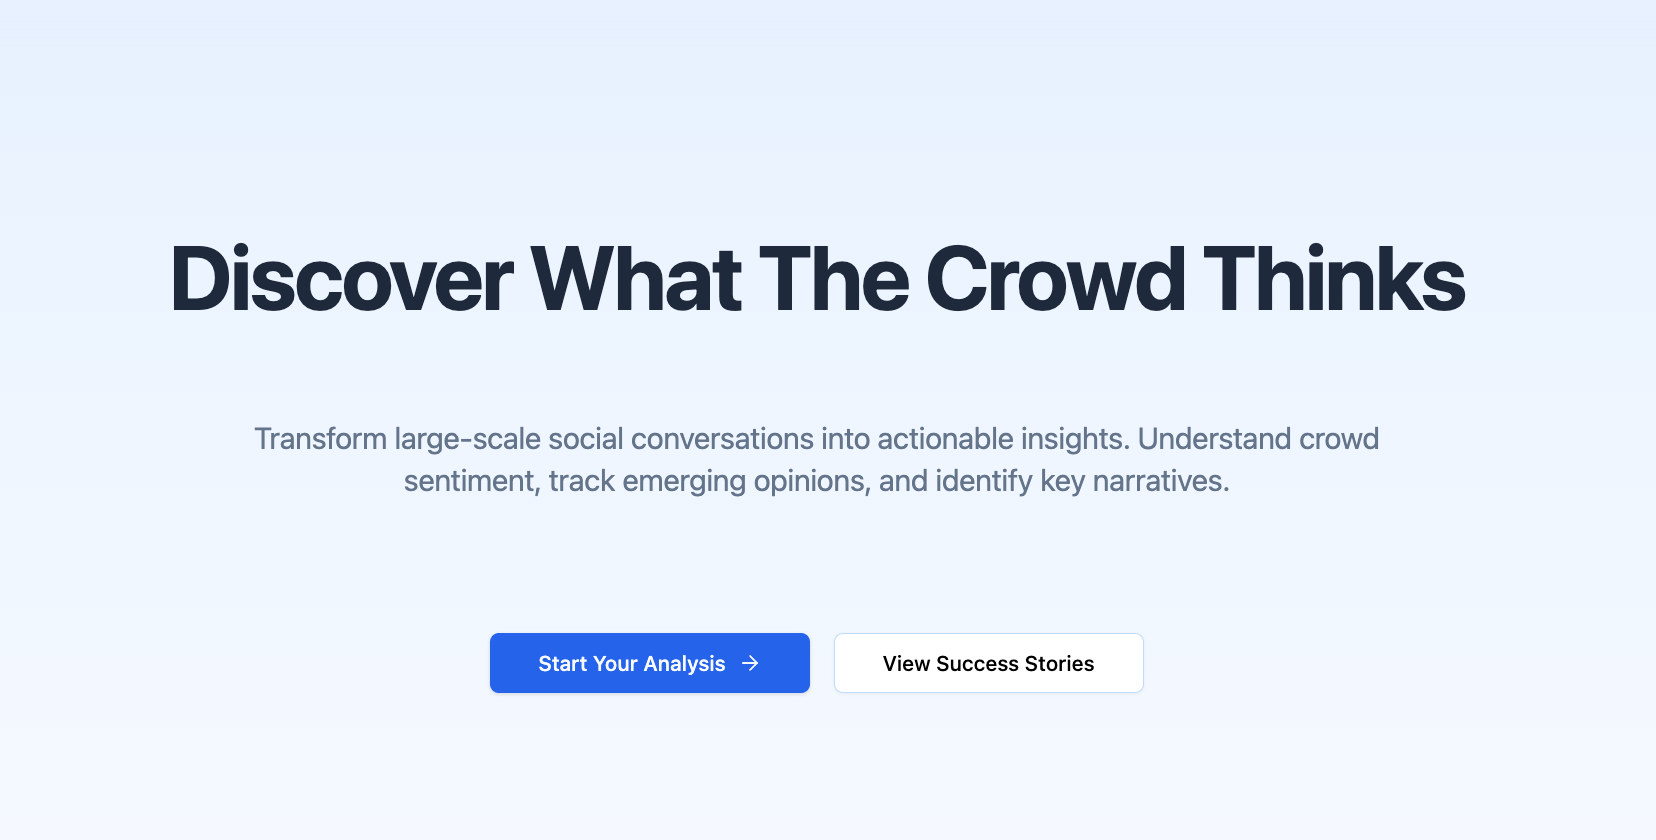 Discover What The Crowd Thinks
Transform large-scale social conversations into actionable insights. Understand crowd
sentiment, track emerging opinions, and identify key narratives.
Start Your Analysis →
View Success Stories